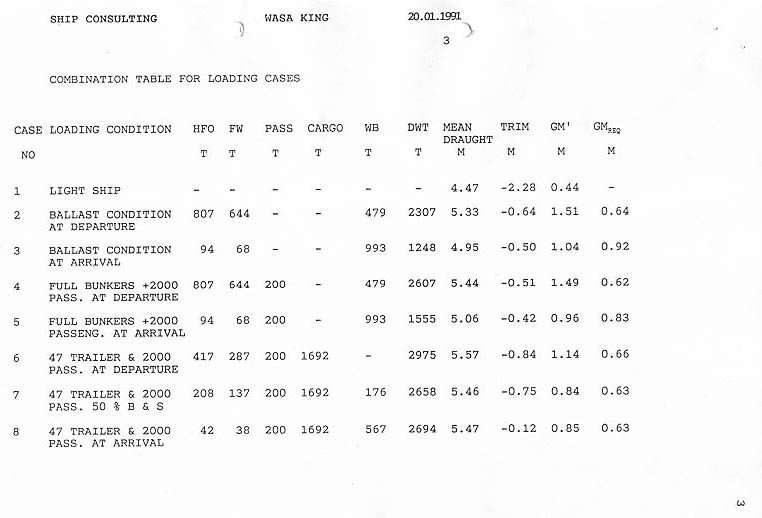 SHIP CONSULTING WASA KING 20.01.1991
3
COMBINATION TABLE FOR LOADING CASES
CASE LOADING CONDITION HFO FW PASS CARGO WB DWT MEAN TRIM GM' GMREQ
DRAUGHT
NO T T T T T T M M M M
1 LIGHT SHIP - - - - - - 4.47 -2.28 0.44 -
2 BALLAST CONDITION 807 644 - - 479 2307 5.33 -0.64 1.51 0.64
AT DEPARTURE
3 BALLAST CONDITION 94 68 - - 993 1248 4.95 -0.50 1.04 0.92
AT ARRIVAL
4 FULL BUNKERS +2000 807 644 200 - 479 2607 5.44 -0.51 1.49 0.62
PASS. AT DEPARTURE
5 FULL BUNKERS +2000 94 68 200 - 993 1555 5.06 -0.42 0.96 0.83
PASSENG. AT ARRIVAL
6 47 TRAILER & 2000 417 287 200 1692 - 2975 5.57 -0.84 1.14 0.66
PASS. AT DEPARTURE
7 47 TRAILER & 2000 208 137 200 1692 176 2658 5.46 -0.75 0.84 0.63
PASS. 50 % B & S
8 47 TRAILER & 2000 42 38 200 1692 567 2694 5.47 -0.12 0.85 0.63
PASS. AT ARRIVAL
3